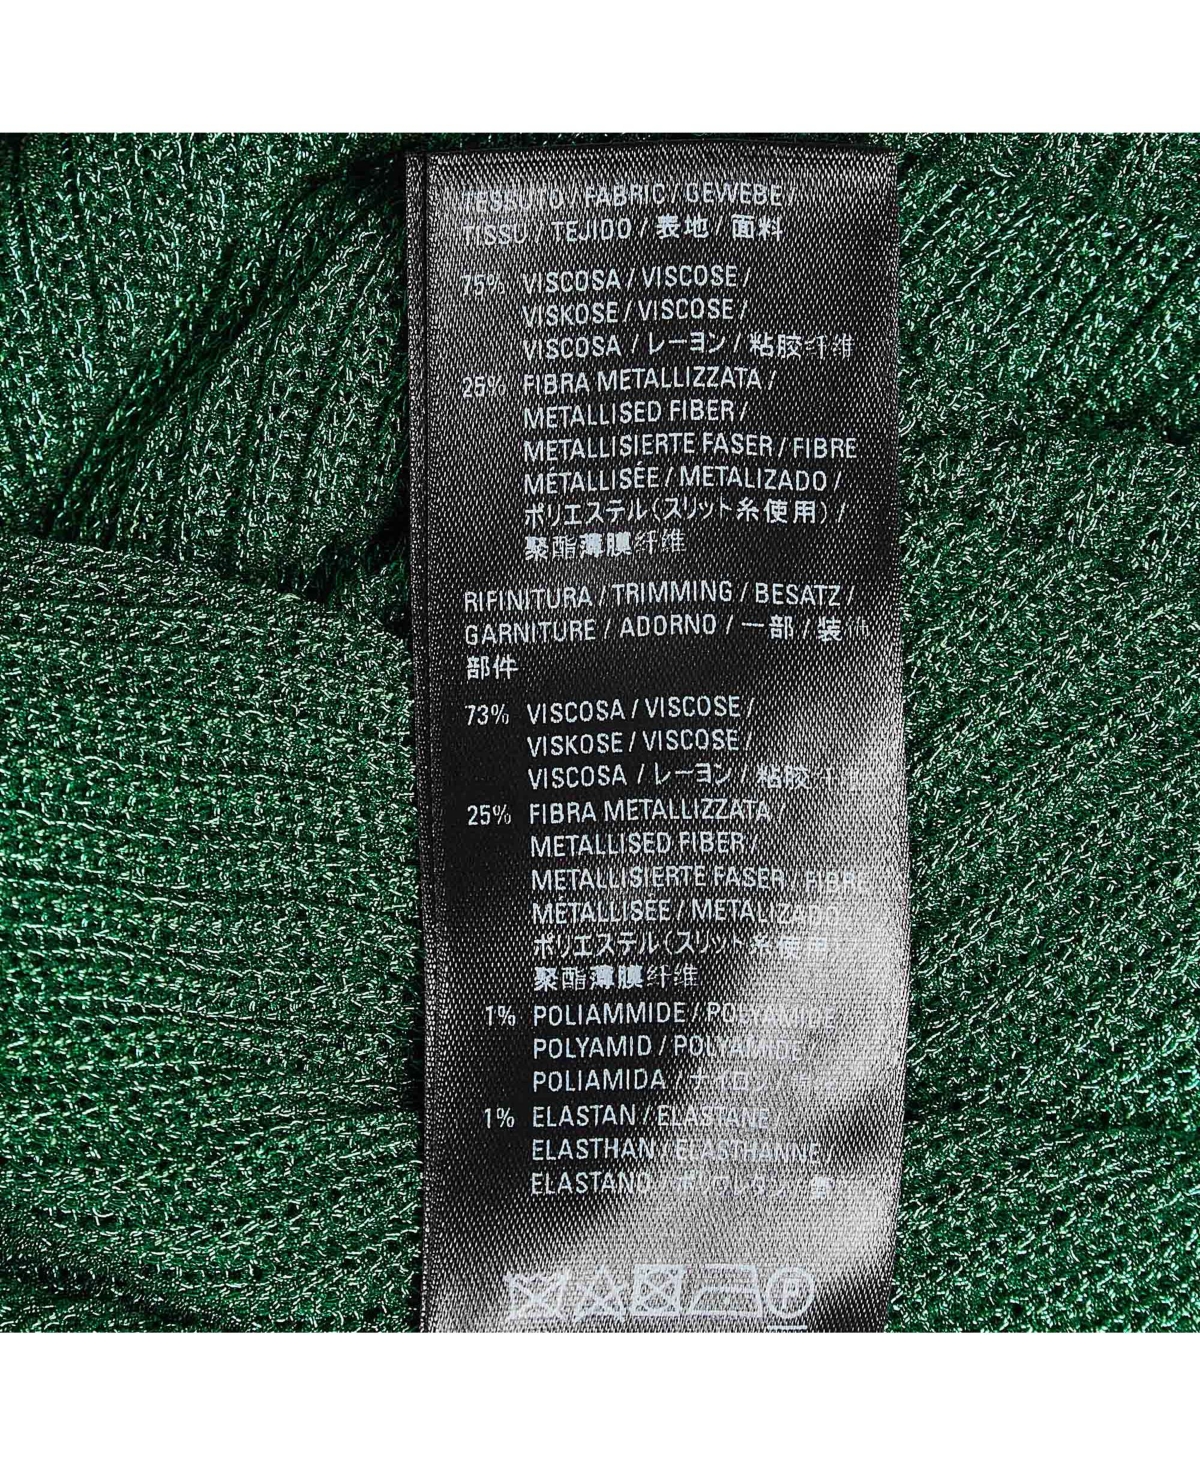 TESSUTO / FABRIC / GEWEBE /
TISSU / TEJIDO / 表地 / 面料
75% VISCOSA / VISCOSE /
VISKOSE / VISCOSE /
VISCOSA / レーヨン / 粘胶纤维
25% FIBRA METALLIZZATA /
METALLISED FIBER /
METALLISIERTE FASER / FIBRE
METALLISÉE / METALIZADO /
ポリエステル(スリット糸使用) /
聚酯薄膜纤维
RIFINITURA / TRIMMING / BESATZ /
GARNITURE / ADORNO / 一部 / 装饰
部件
73% VISCOSA / VISCOSE /
VISKOSE / VISCOSE /
VISCOSA / レーヨン / 粘胶
25% FIBRA METALLIZZATA
METALLISED FIBER /
METALLISIERTE FASER / FIBRE
METALLISÉE / METALIZADO
ポリエステル(スリット糸使用) /
聚酯薄膜纤维
1% POLIAMMIDE / POLYAMIDE
POLYAMID / POLYAMIDE
POLIAMIDA / ナイロン /
1% ELASTAN / ELASTANE /
ELASTHAN / ELASTHANNE
ELASTANO / ポリウレタン
P